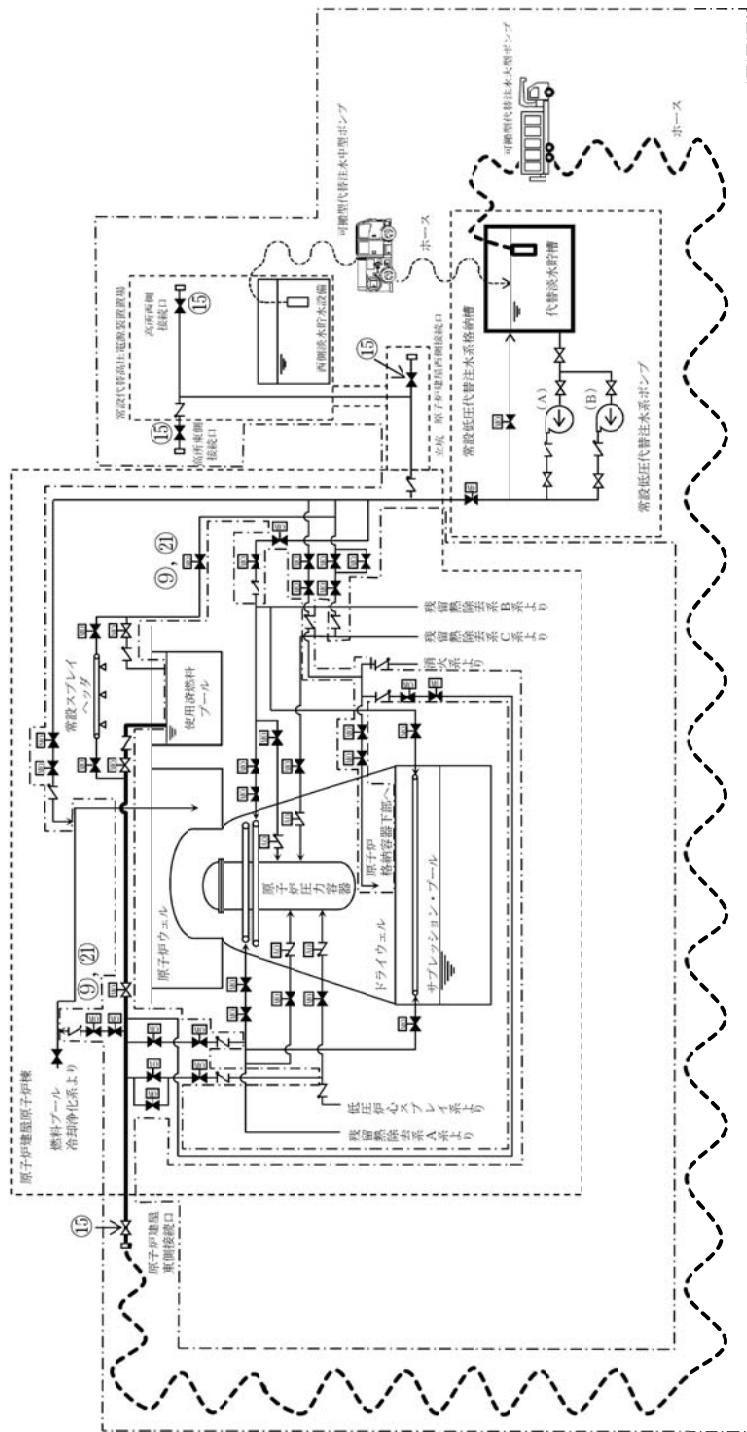 原子炉建屋原子炉棟
燃料プール
冷却浄化系より
⑨, ㉑
⑮
原子炉建屋
東側接続口
常設スプレイ
ヘッダ
使用済燃料
プール
原子炉ウェル
原子炉圧力容器
ドライウェル
サプレッション・プール
原子炉
格納容器下部へ
低圧炉心スプレイ系より
残留熱除去系A系より
残留熱除去系B系より
残留熱除去系C系より
消火系より
⑨, ㉑
常設代替高圧電源装置置場
高所西側
接続口
⑮
⑮
高所東側
接続口
西側淡水貯水設備
可搬型代替注水中型ポンプ
ホース
⑮
立坑
原子炉建屋西側接続口
常設低圧代替注水系格納槽
代替淡水貯槽
(A)
(B)
常設低圧代替注水系ポンプ
可搬型代替注水大型ポンプ
ホース